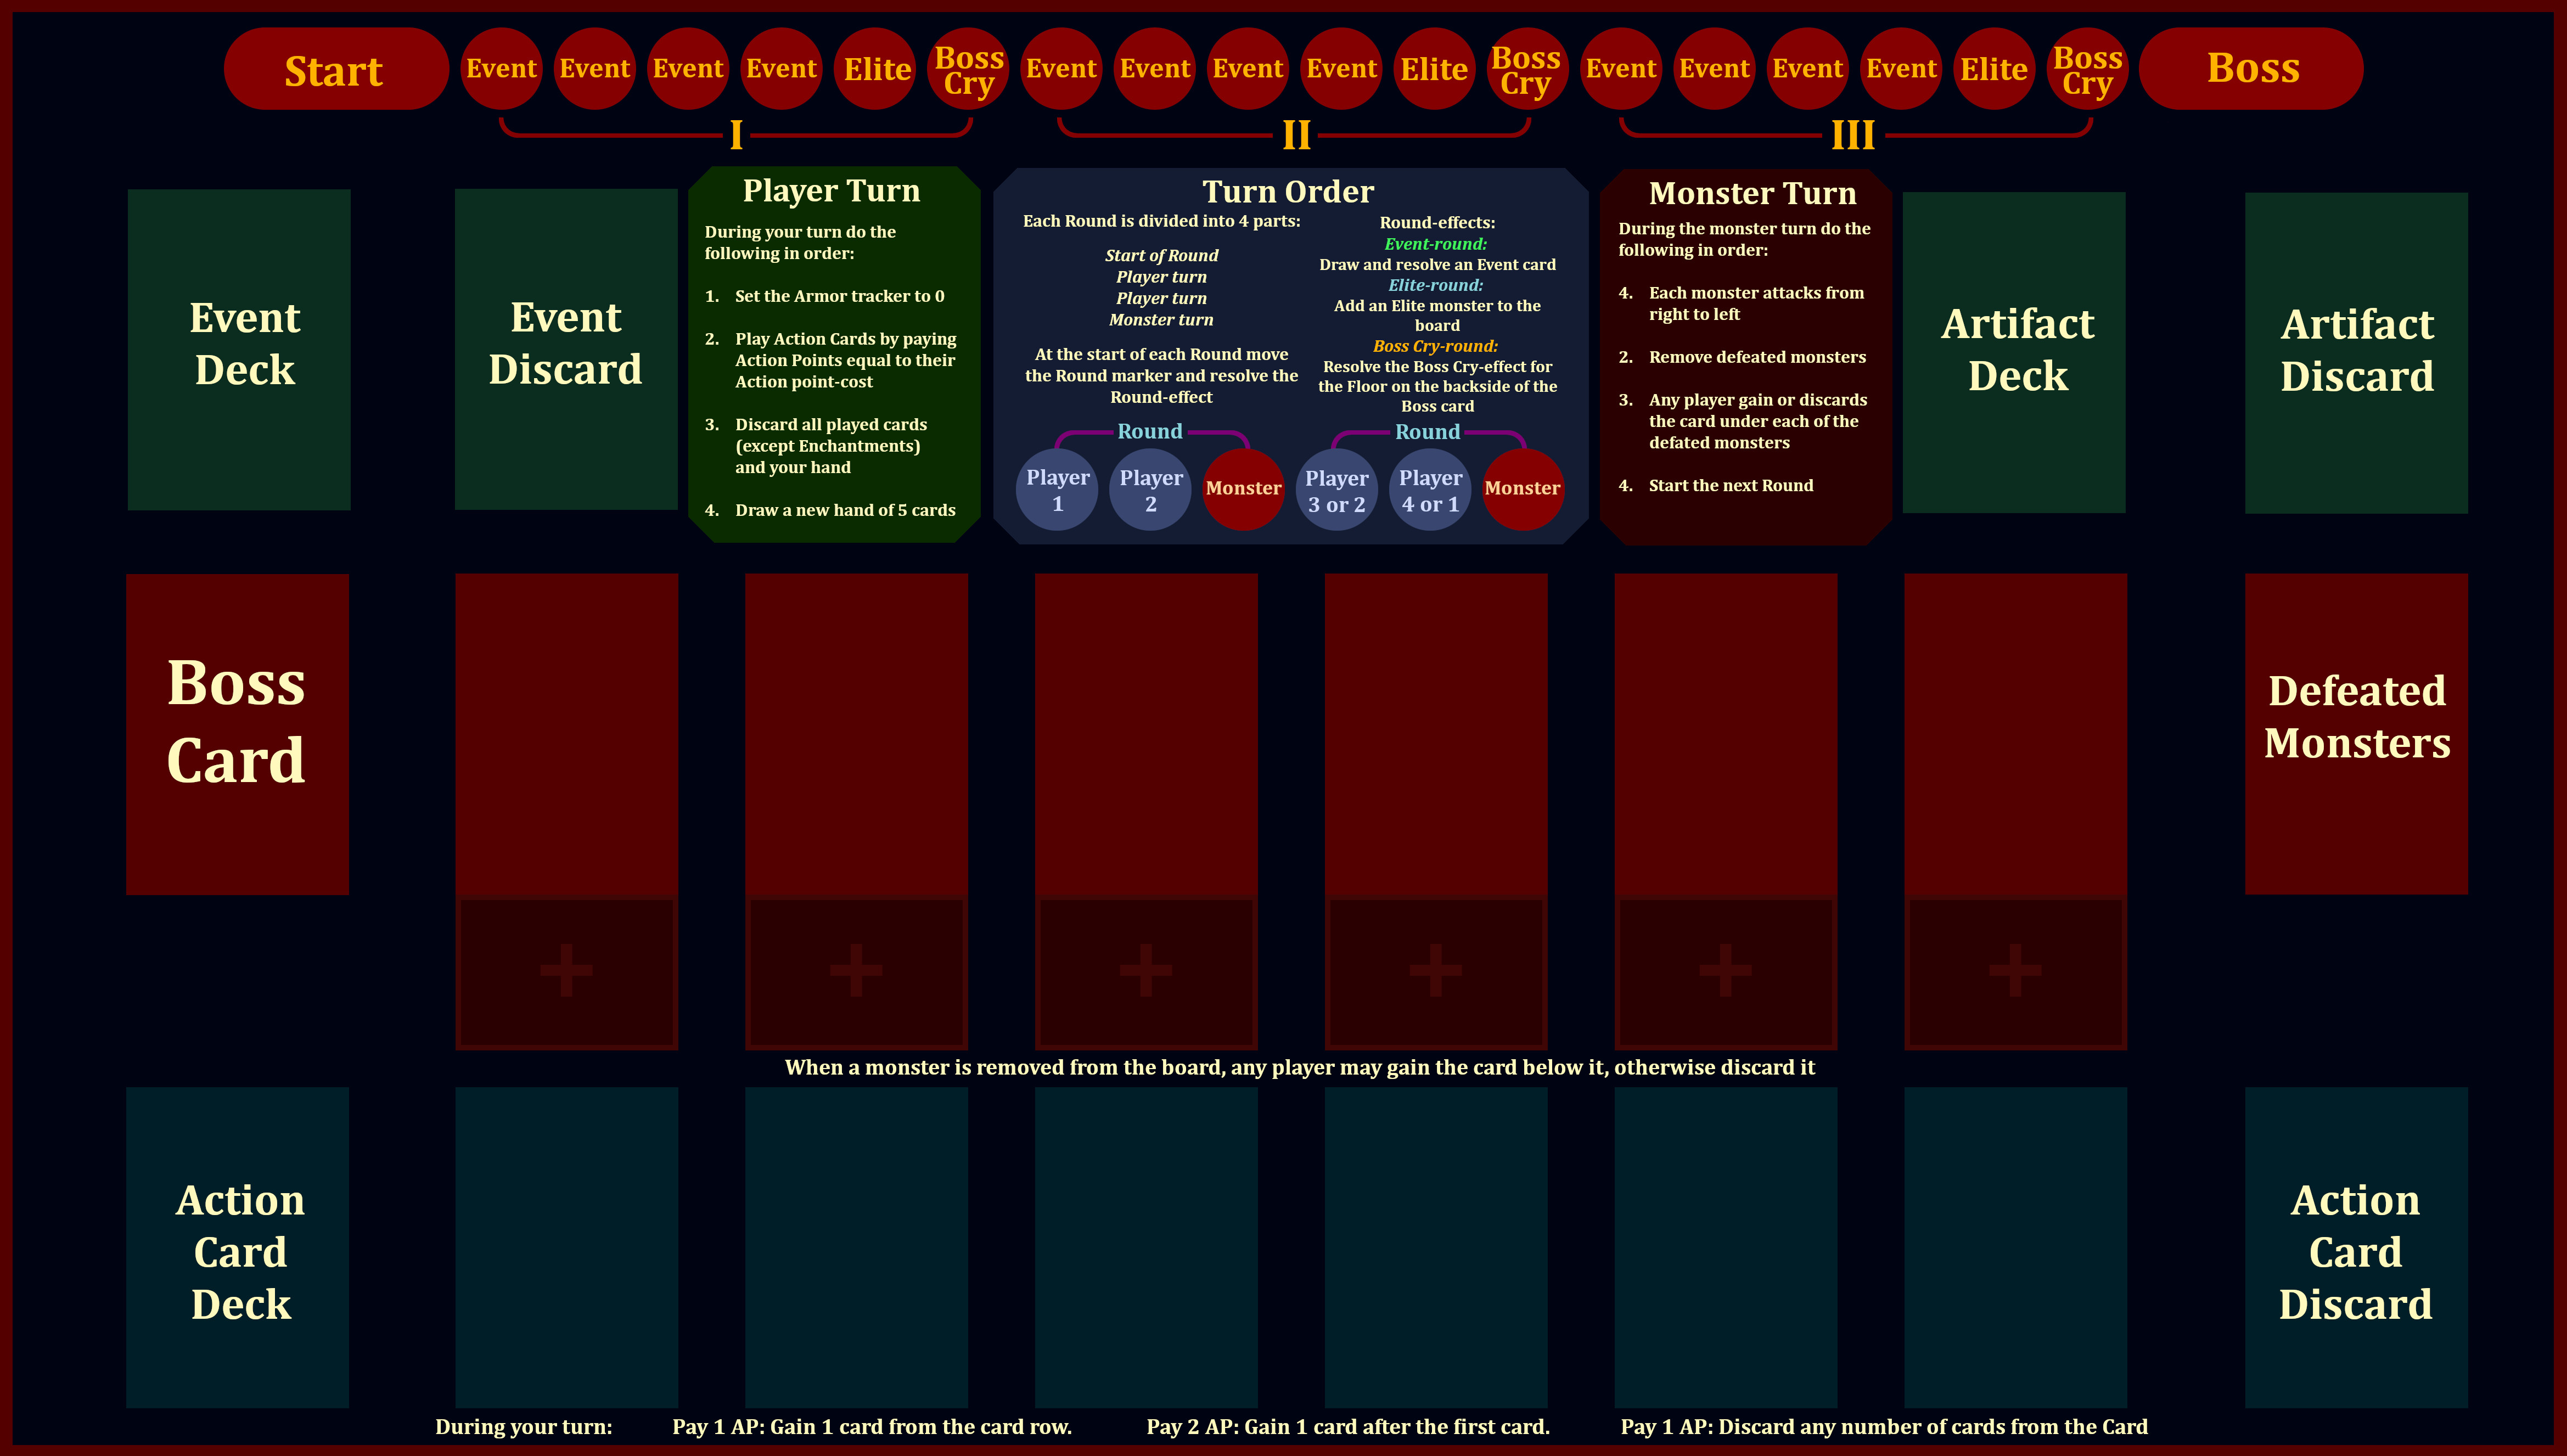 Start
Event
Event
Event
Event
Elite
Boss
Cry
Event
Event
Event
Event
Elite
Boss
Cry
Event
Event
Event
Event
Elite
Boss
Cry
Boss
I
II
III
Event
Deck
Event
Discard
Player Turn
During your turn do the
following in order:
1. Set the Armor tracker to 0
2. Play Action Cards by paying
Action Points equal to their
Action point-cost
3. Discard all played cards
(except Enchantments)
and your hand
4. Draw a new hand of 5 cards
Turn Order
Each Round is divided into 4 parts:
Start of Round
Player turn
Player turn
Monster turn
At the start of each Round move
the Round marker and resolve the
Round-effect
Round-effects:
Event-round:
Draw and resolve an Event card
Elite-round:
Add an Elite monster to the
board
Boss Cry-round:
Resolve the Boss Cry-effect for
the Floor on the backside of the
Boss card
Round
Player
1
Player
2
Monster
Round
Player
3 or 2
Player
4 or 1
Monster
Monster Turn
During the monster turn do the
following in order:
4. Each monster attacks from
right to left
2. Remove defeated monsters
3. Any player gain or discards
the card under each of the
defated monsters
4. Start the next Round
Artifact
Deck
Artifact
Discard
Boss
Card
Defeated
Monsters
When a monster is removed from the board, any player may gain the card below it, otherwise discard it
Action
Card
Deck
Action
Card
Discard
During your turn: Pay 1 AP: Gain 1 card from the card row. Pay 2 AP: Gain 1 card after the first card. Pay 1 AP: Discard any number of cards from the Card